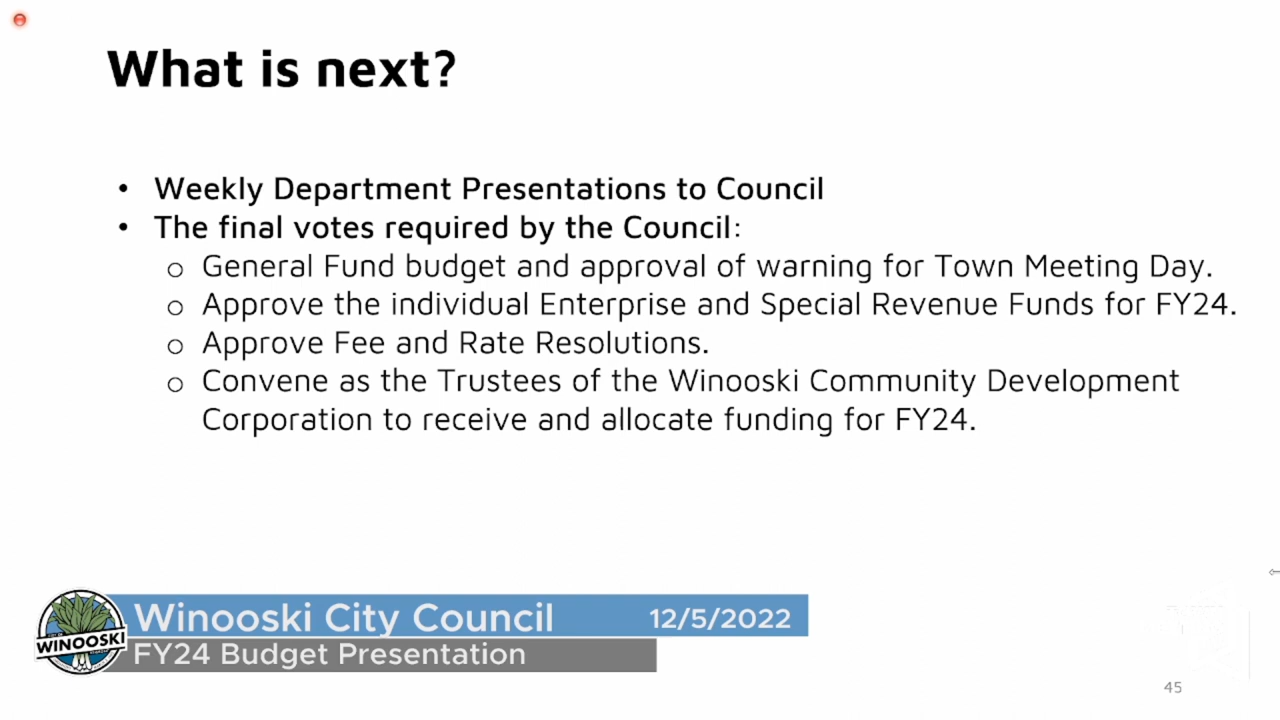 What is next?
• Weekly Department Presentations to Council
• The final votes required by the Council:
o General Fund budget and approval of warning for Town Meeting Day.
o Approve the individual Enterprise and Special Revenue Funds for FY24.
o Approve Fee and Rate Resolutions.
o Convene as the Trustees of the Winooski Community Development
Corporation to receive and allocate funding for FY24.
WINOOSKI
Winooski City Council 12/5/2022
FY24 Budget Presentation
45